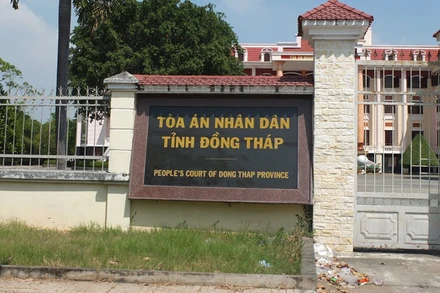 TÒA ÁN NHÂN DÂN
TỈNH ĐỒNG THÁP
PEOPLE'S COURT OF DONG THAP PROVINCE